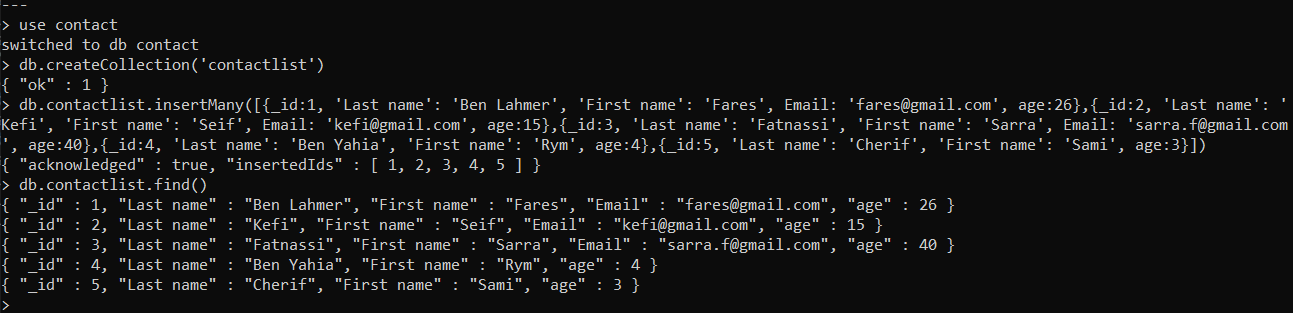 ---
> use contact
switched to db contact
> db.createCollection('contactlist')
{ "ok" : 1 }
> db.contactlist.insertMany([{_id:1, 'Last name': 'Ben Lahmer', 'First name': 'Fares', Email: 'fares@gmail.com', age:26},{_id:2, 'Last name': '
Kefi', 'First name': 'Seif', Email: 'kefi@gmail.com', age:15},{_id:3, 'Last name': 'Fatnassi', 'First name': 'Sarra', Email: 'sarra.f@gmail.com
', age:40},{_id:4, 'Last name': 'Ben Yahia', 'First name': 'Rym', age:4},{_id:5, 'Last name': 'Cherif', 'First name': 'Sami', age:3}])
{ "acknowledged" : true, "insertedIds" : [ 1, 2, 3, 4, 5 ] }
> db.contactlist.find()
{ "_id" : 1, "Last name" : "Ben Lahmer", "First name" : "Fares", "Email" : "fares@gmail.com", "age" : 26 }
{ "_id" : 2, "Last name" : "Kefi", "First name" : "Seif", "Email" : "kefi@gmail.com", "age" : 15 }
{ "_id" : 3, "Last name" : "Fatnassi", "First name" : "Sarra", "Email" : "sarra.f@gmail.com", "age" : 40 }
{ "_id" : 4, "Last name" : "Ben Yahia", "First name" : "Rym", "age" : 4 }
{ "_id" : 5, "Last name" : "Cherif", "First name" : "Sami", "age" : 3 }
>